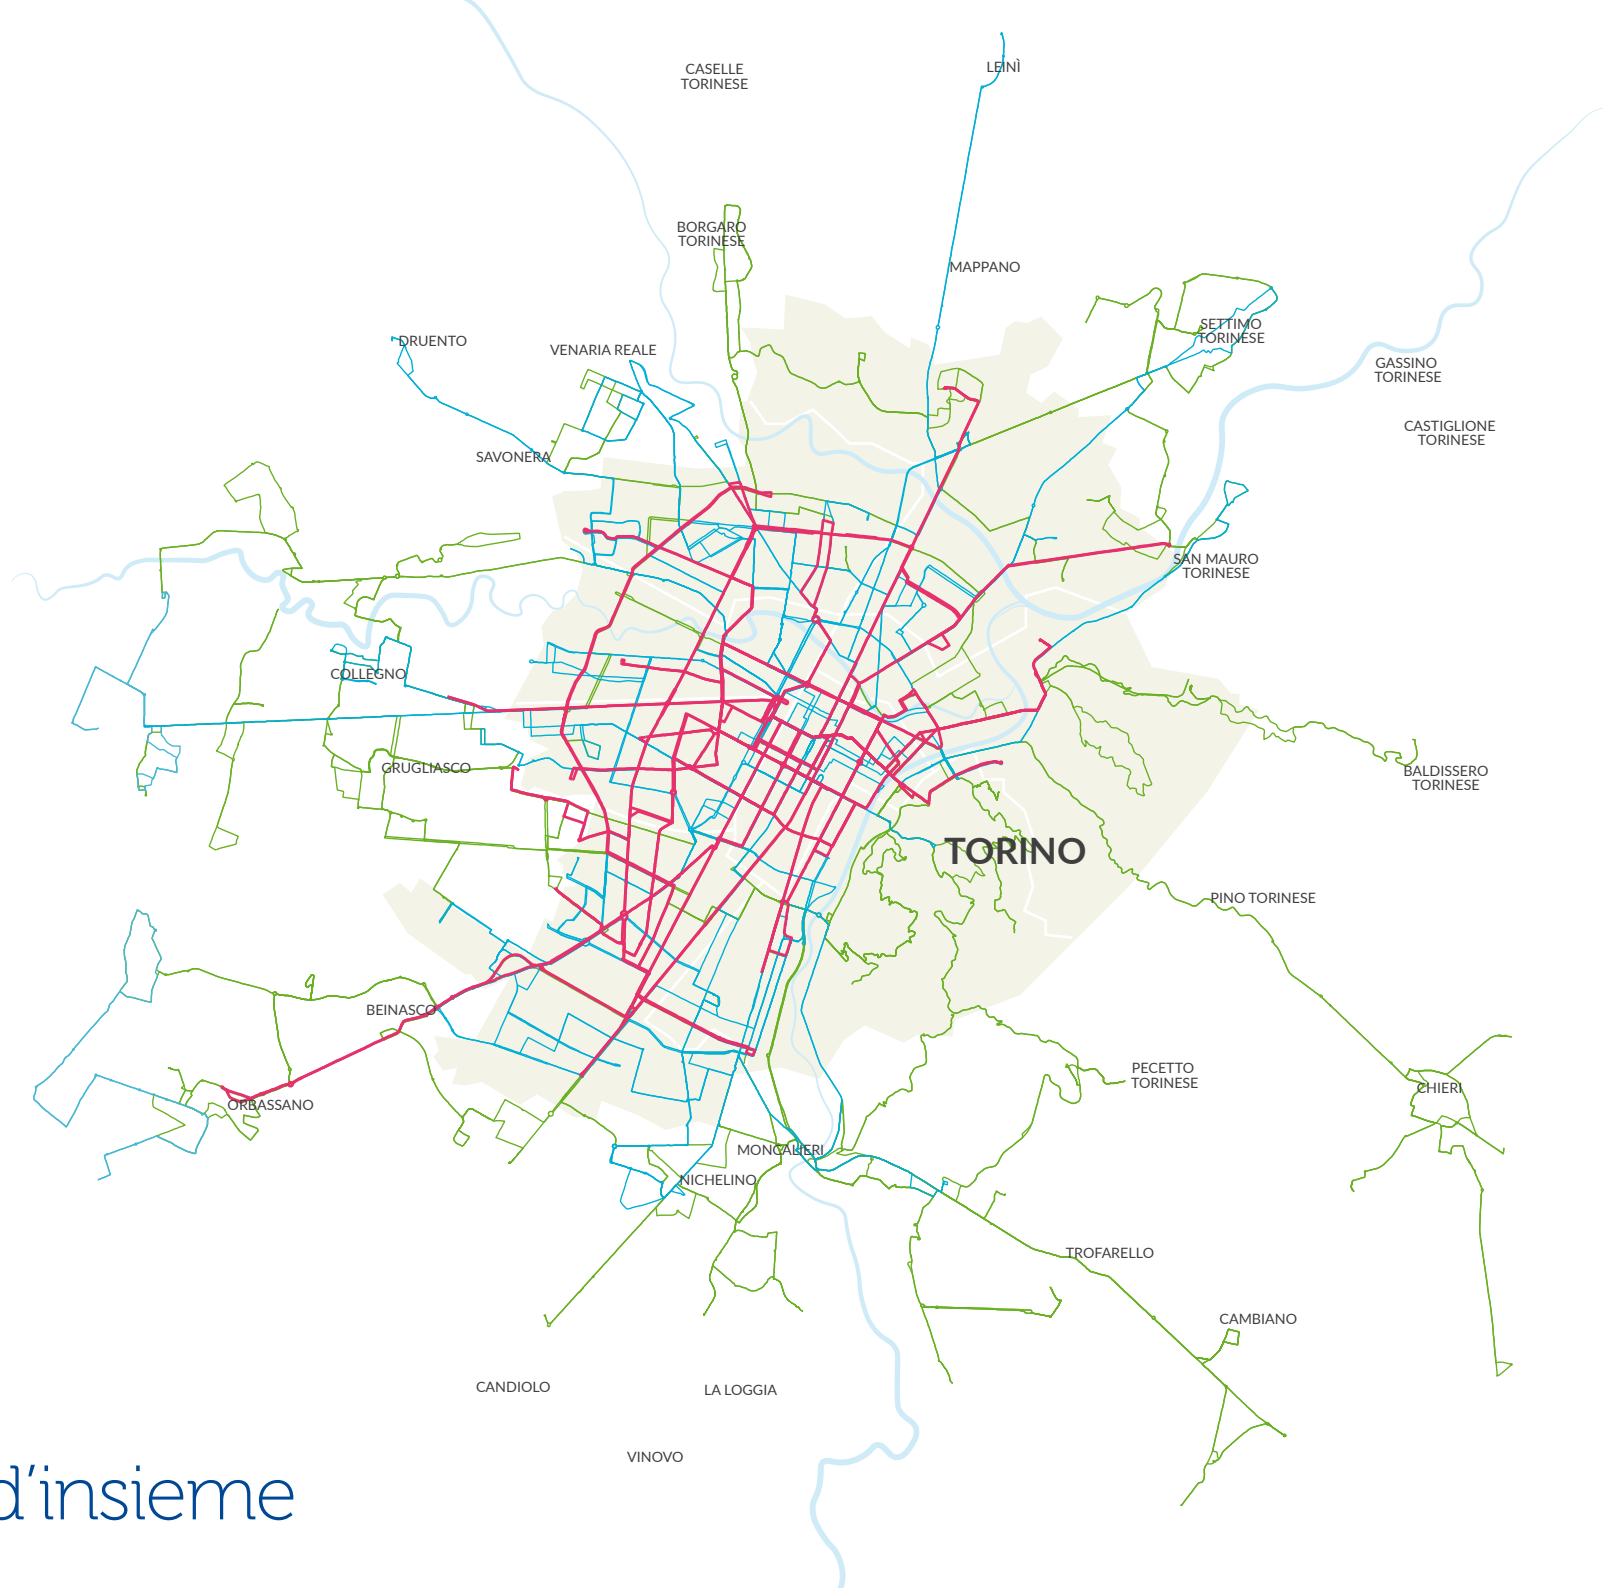 LEINÌ
CASELLE
TORINESE
BORGARO
TORINESE
MAPPANO
SETTIMO
TORINESE
DRUENTO
VENARIA REALE
GASSINO
TORINESE
CASTIGLIONE
TORINESE
SAVONERA
SAN MAURO
TORINESE
COLLEGNO
GRUGLIASCO
BALDISSERO
TORINESE
TORINO
PINO TORINESE
BEINASCO
PECETTO
TORINESE
CHIERI
ORBASSANO
MONCALIERI
NICHELINO
TROFARELLO
CAMBIANO
CANDIOLO
LA LOGGIA
VINOVO
d'insieme